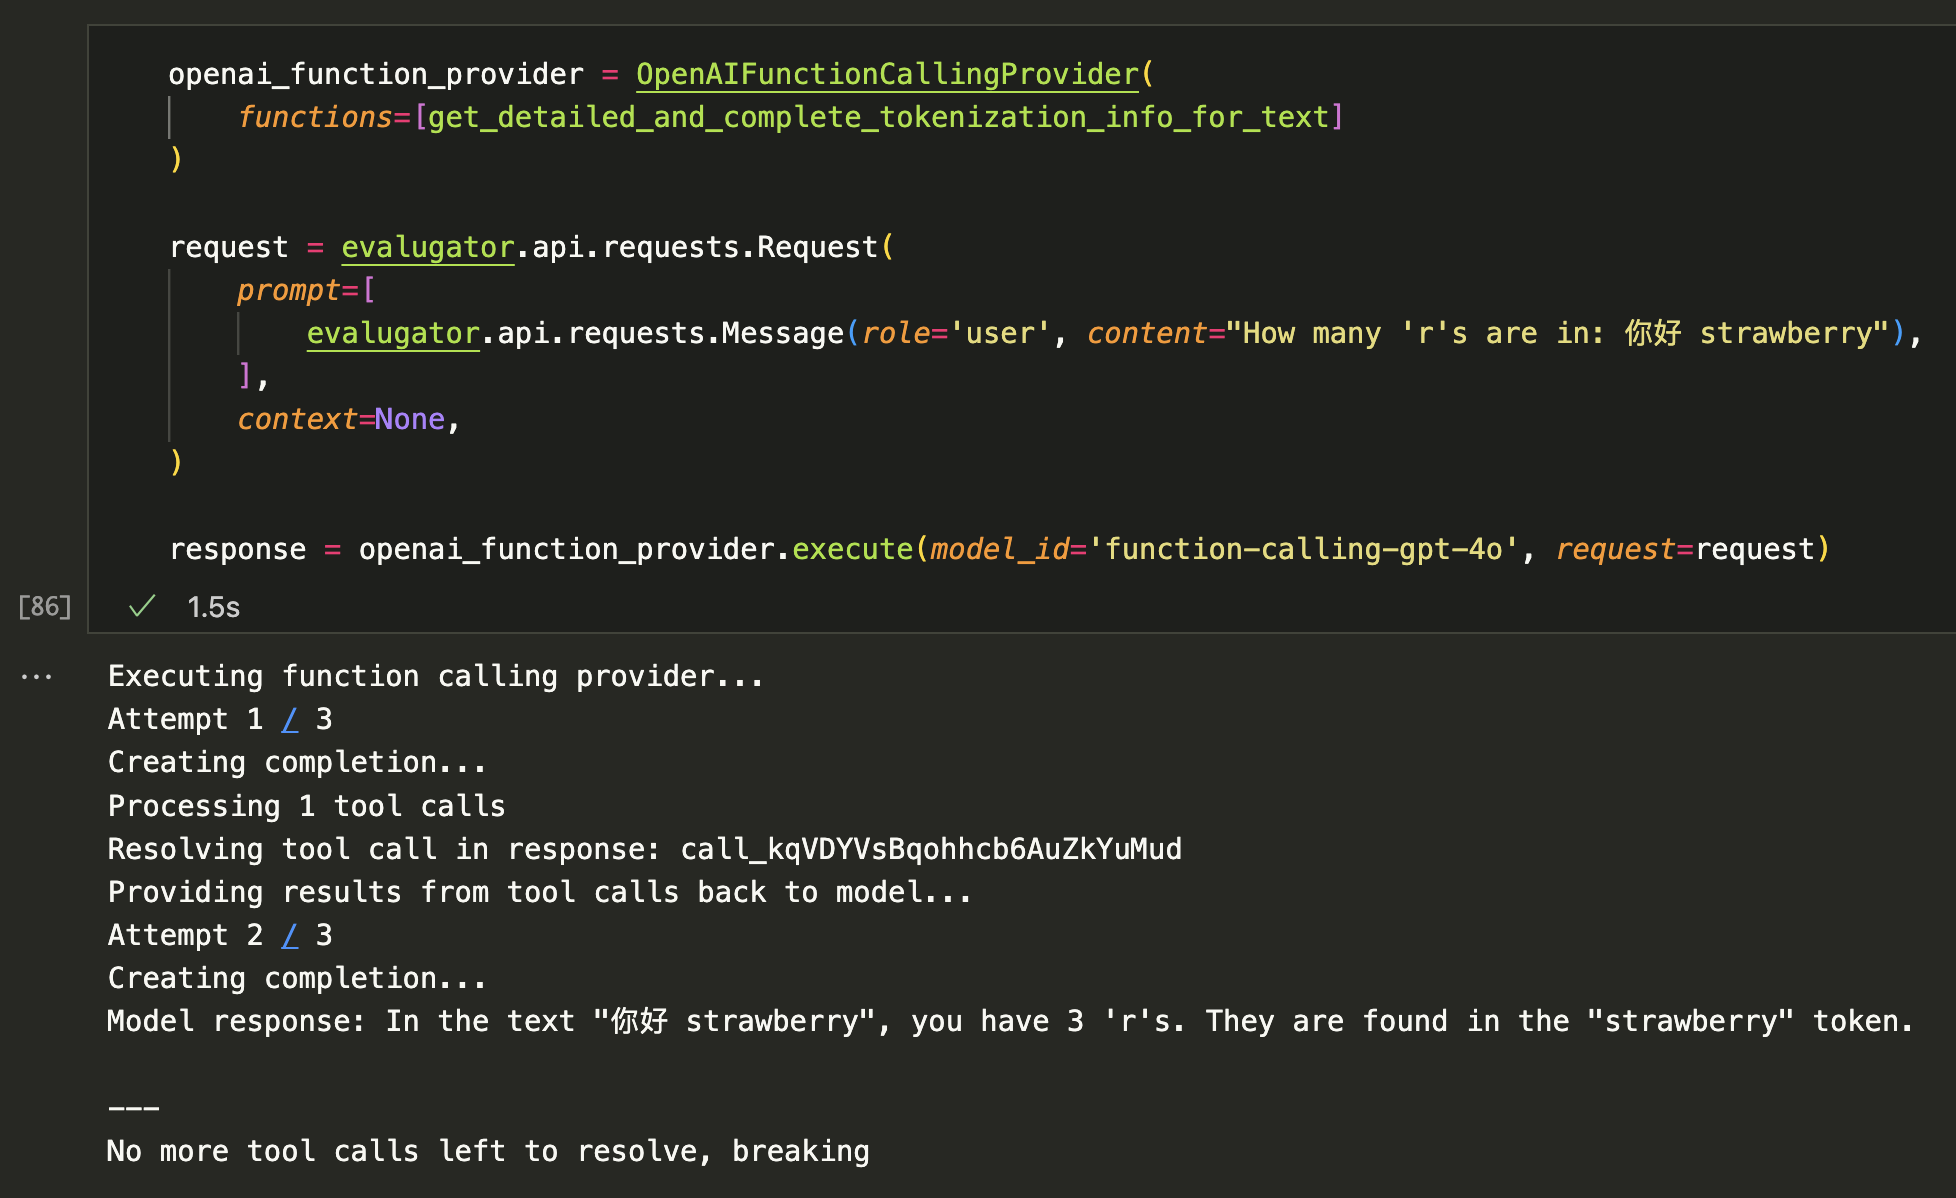 openai_function_provider = OpenAIFunctionCallingProvider(
    functions=[get_detailed_and_complete_tokenization_info_for_text]
)
request = evalugator.api.requests.Request(
    prompt=[
        evalugator.api.requests.Message(role='user', content="How many 'r's are in: 你好 strawberry"),
    ],
    context=None,
)
response = openai_function_provider.execute(model_id='function-calling-gpt-4o', request=request)
[86] ✓ 1.5s
... Executing function calling provider...
Attempt 1 / 3
Creating completion...
Processing 1 tool calls
Resolving tool call in response: call_kqVDYVsBqohhcb6AuZkYuMud
Providing results from tool calls back to model...
Attempt 2 / 3
Creating completion...
Model response: In the text "你好 strawberry", you have 3 'r's. They are found in the "strawberry" token.
---
No more tool calls left to resolve, breaking